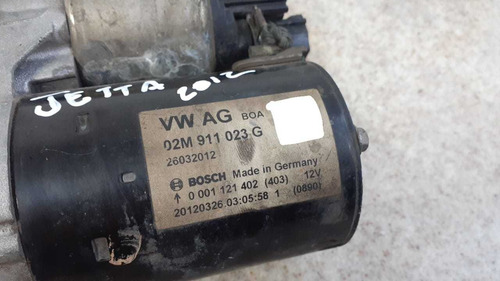 JETTA 2012
VW AG BOA
02M 911 023 G
26032012
BOSCH Made in Germany
0 001 121 402 (403) 12V
20120326 03:05:58 1 (0890)